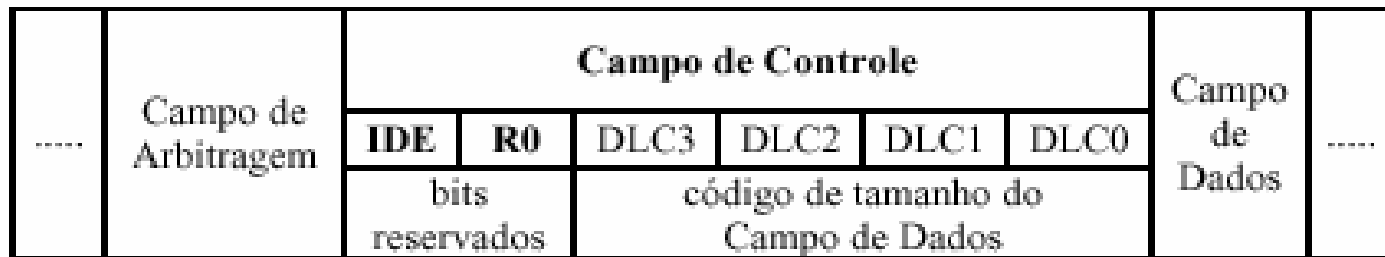 .....
Campo de
Arbitragem
Campo de Controle
IDE R0 DLC3 DLC2 DLC1 DLC0
bits
reservados
código de tamanho do
Campo de Dados
Campo
de
Dados
.....